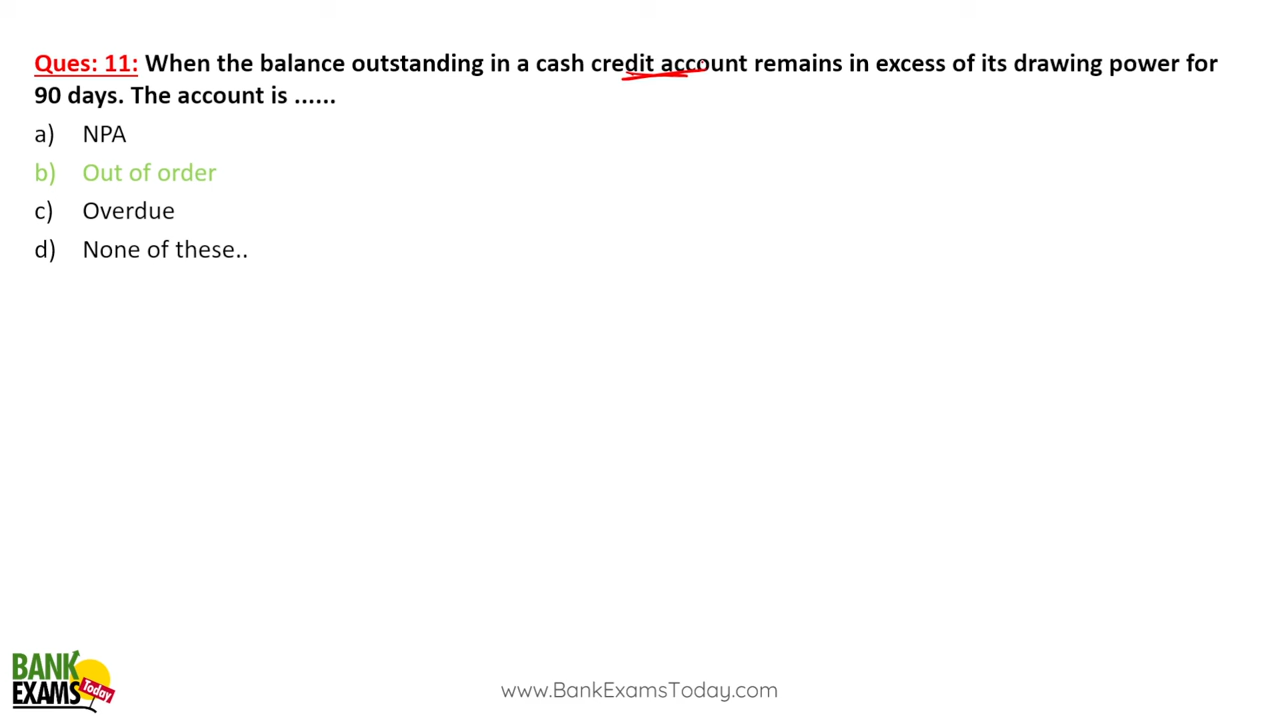 Ques: 11: When the balance outstanding in a cash credit account remains in excess of its drawing power for
90 days. The account is ......
a) NPA
b) Out of order
c) Overdue
d) None of these..
BANK
EXAMS
Today
www.BankExamsToday.com